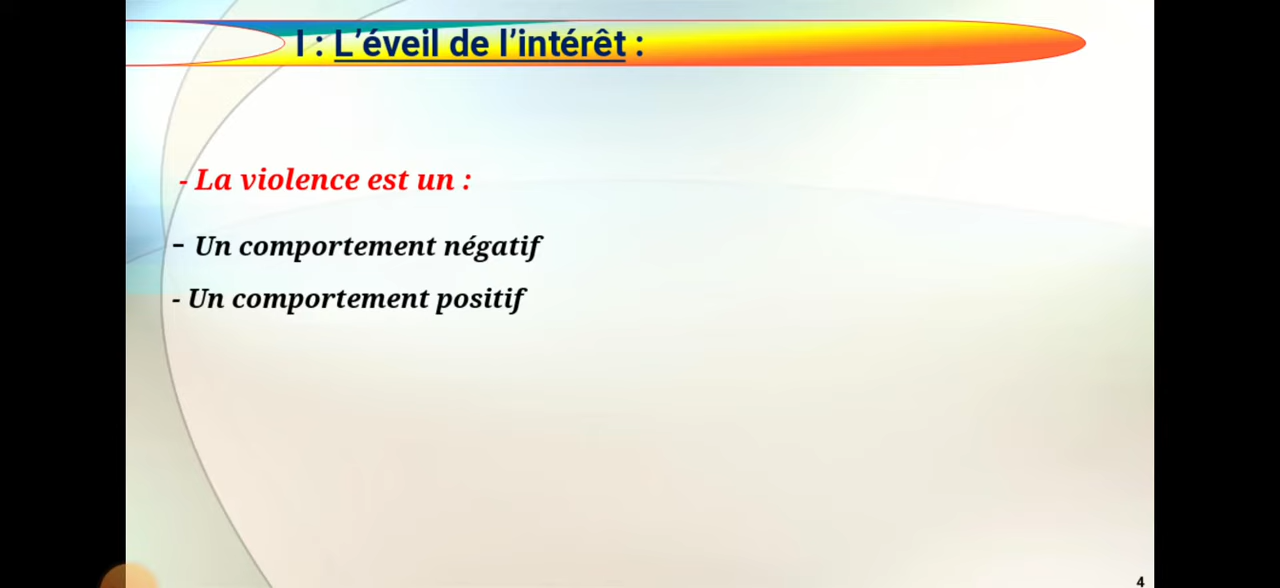 I : L’éveil de l’intérêt :
- La violence est un :
- Un comportement négatif
- Un comportement positif
4